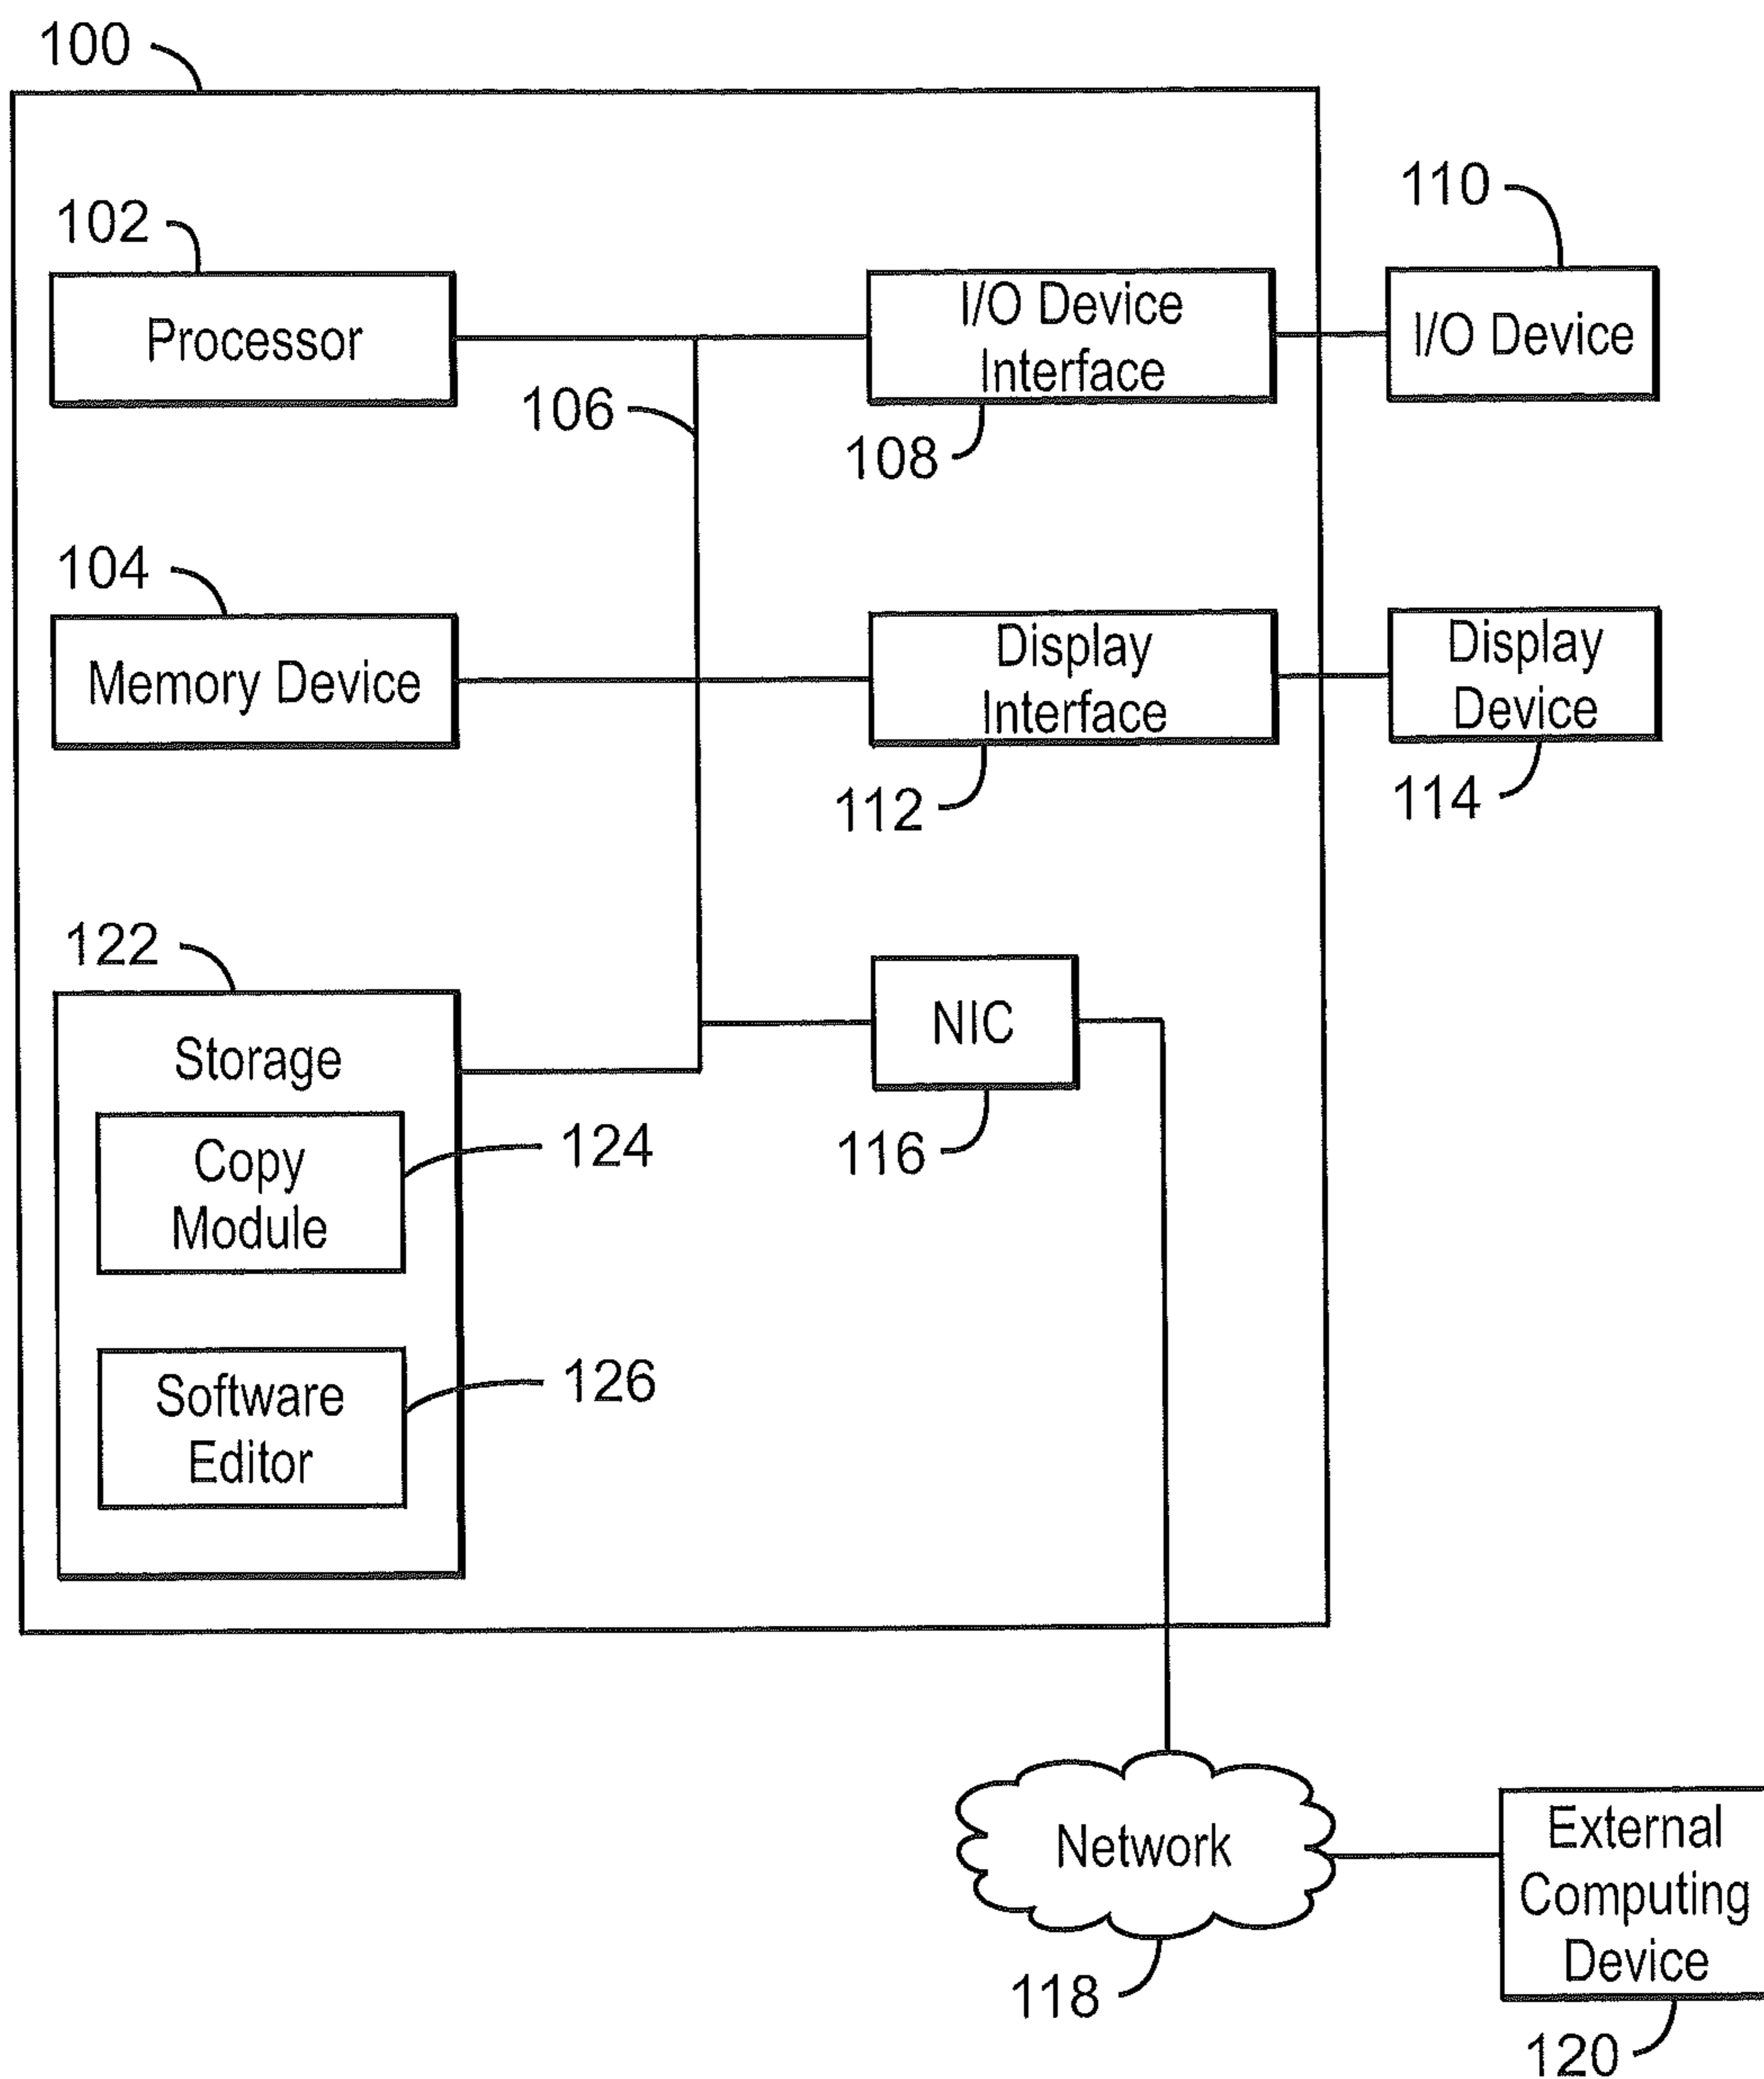 100
110
102
Processor
I/O Device
Interface
I/O Device
106
108
104
Memory Device
Display
Interface
Display
Device
112
114
122
Storage
NIC
Copy
Module
124
116
Software
Editor
126
Network
External
Computing
Device
118
120